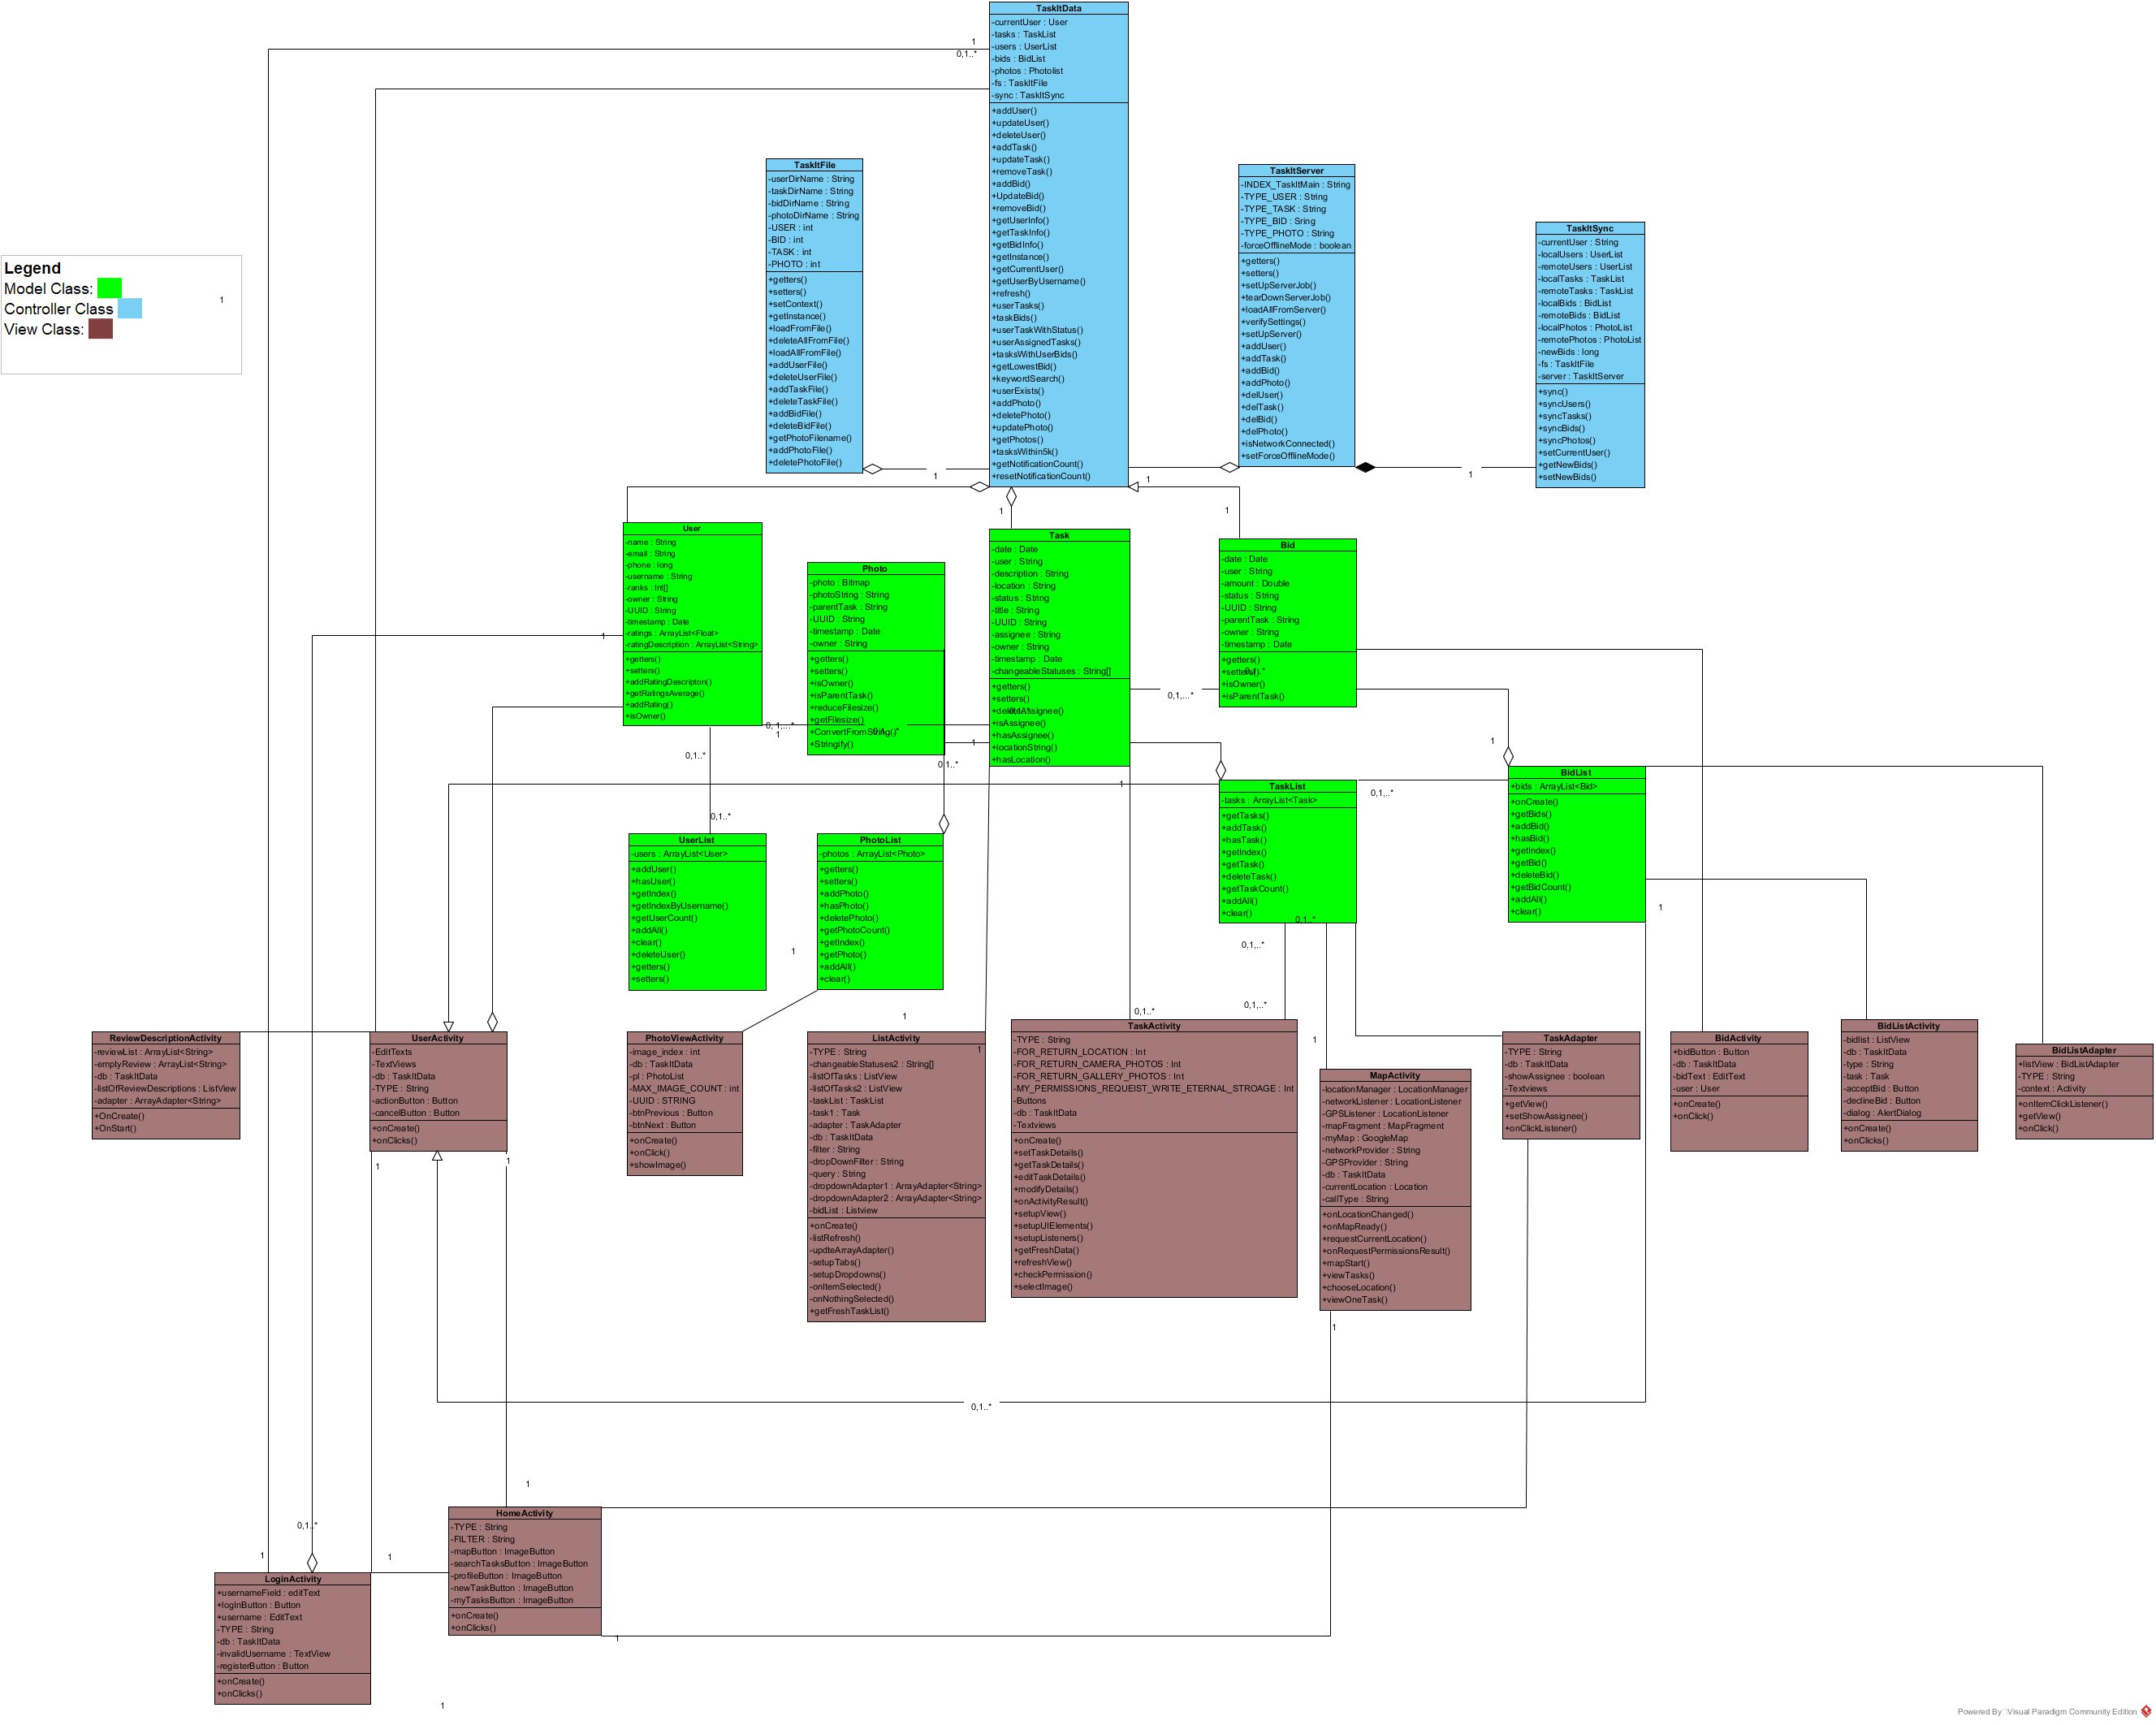 TaskItData
-currentUser : User
-tasks : TaskList
-users : UserList
-bids : BidList
-photos : Photolist
-fs : TaskItFile
-sync : TaskItSync
+addUser()
+updateUser()
+deleteUser()
+addTask()
+updateTask()
+removeTask()
+addBid()
+UpdateBid()
+removeBid()
+getUserInfo()
+getTaskInfo()
+getBidInfo()
+getInstance()
+getCurrentUser()
+getUserByUsername()
+refresh()
+userTasks()
+taskBids()
+userTaskWithStatus()
+userAssignedTasks()
+tasksWithUserBids()
+getLowestBid()
+keywordSearch()
+userExists()
+addPhoto()
+deletePhoto()
+updatePhoto()
+getPhotos()
+tasksWithin5k()
+getNotificationCount()
+resetNotificationCount()
1
0,1..*
TaskItFile
-userDirName : String
-taskDirName : String
-bidDirName : String
-photoDirName : String
-USER : int
-BID : int
-TASK : int
-PHOTO : int
+getters()
+setters()
+setContext()
+getInstance()
+loadFromFile()
+deleteAllFromFile()
+loadAllFromFile()
+addUserFile()
+deleteUserFile()
+addTaskFile()
+deleteTaskFile()
+addBidFile()
+deleteBidFile()
+getPhotoFilename()
+addPhotoFile()
+deletePhotoFile()
1
TaskItServer
-INDEX_TaskItMain : String
-TYPE_USER : String
-TYPE_TASK : String
-TYPE_BID : Sring
-TYPE_PHOTO : String
-forceOfflineMode : boolean
+getters()
+setters()
+setUpServerJob()
+tearDownServerJob()
+loadAllFromServer()
+verifySettings()
+setUpServer()
+addUser()
+addTask()
+addBid()
+addPhoto()
+delUser()
+delTask()
+delBid()
+delPhoto()
+isNetworkConnected()
+setForceOfflineMode()
1
TaskItSync
-currentUser : String
-localUsers : UserList
-remoteUsers : UserList
-localTasks : TaskList
-remoteTasks : TaskList
-localBids : BidList
-remoteBids : BidList
-localPhotos : PhotoList
-remotePhotos : PhotoList
-newBids : long
-fs : TaskItFile
-server : TaskItServer
+sync()
+syncUsers()
+syncTasks()
+syncBids()
+syncPhotos()
+setCurrentUser()
+getNewBids()
+setNewBids()
Legend
Model Class:
Controller Class
View Class:
1
1
1
1
User
-name : String
-email : String
-phone : long
-username : String
-ranks : Int[]
-owner : String
-UUID : String
-timestamp : Date
-ratings : ArrayList<Float>
-ratingDescription : ArrayList<String>
+getters()
+setters()
+addRatingDescripton()
+getRatingsAverage()
+addRating()
+isOwner()
1
0, 1,...*
1
0,1..*
0,1..*
Photo
-photo : Bitmap
-photoString : String
-parentTask : String
-UUID : String
-timestamp : Date
-owner : String
+getters()
+setters()
+isOwner()
+isParentTask()
+reduceFilesize()
+getFilesize()
+ConvertFromString()
+Stringify()
1
0,1..*
Task
-date : Date
-user : String
-description : String
-location : String
-status : String
-title : String
-UUID : String
-assignee : String
-owner : String
-timestamp : Date
-changeableStatuses : String[]
+getters()
+setters()
+deleteAssignee()
+isAssignee()
+hasAssignee()
+locationString()
+hasLocation()
1
0,1,...*
Bid
-date : Date
-user : String
-amount : Double
-status : String
-UUID : String
-parentTask : String
-owner : String
-timestamp : Date
+getters()
+setters()
+isOwner()
+isParentTask()
1
0,1,..*
UserList
-users : ArrayList<User>
+addUser()
+hasUser()
+getIndex()
+getIndexByUsername()
+getUserCount()
+addAll()
+clear()
+deleteUser()
+getters()
+setters()
PhotoList
-photos : ArrayList<Photo>
+getters()
+setters()
+addPhoto()
+hasPhoto()
+deletePhoto()
+getPhotoCount()
+getIndex()
+getPhoto()
+addAll()
+clear()
1
TaskList
-tasks : ArrayList<Task>
+getTasks()
+addTask()
+hasTask()
+getIndex()
+getTask()
+deleteTask()
+getTaskCount()
+addAll()
+clear()
0,1..*
0,1,..*
BidList
+bids : ArrayList<Bid>
+onCreate()
+getBids()
+addBid()
+hasBid()
+getIndex()
+getBid()
+deleteBid()
+getBidCount()
+addAll()
+clear()
1
ReviewDescriptionActivity
-reviewList : ArrayList<String>
-emptyReview : ArrayList<String>
-db : TaskItData
-listOfReviewDescriptions : ListView
-adapter : ArrayAdapter<String>
+OnCreate()
+OnStart()
UserActivity
-EditTexts
-TextViews
-db : TaskItData
-TYPE : String
-actionButton : Button
-cancelButton : Button
+onCreate()
+onClicks()
1
1
PhotoViewActivity
-image_index : int
-db : TaskItData
-pl : PhotoList
-MAX_IMAGE_COUNT : int
-UUID : STRING
-btnPrevious : Button
-btnNext : Button
+onCreate()
+onClick()
+showImage()
1
ListActivity
-TYPE : String
-changeableStatuses2 : String[]
-listOfTasks : ListView
-listOfTasks2 : ListView
-taskList : TaskList
-task1 : Task
-adapter : TaskAdapter
-db : TaskItData
-filter : String
-dropDownFilter : String
-query : String
-dropdownAdapter1 : ArrayAdapter<String>
-dropdownAdapter2 : ArrayAdapter<String>
-bidList : Listview
+onCreate()
-listRefresh()
-updteArrayAdapter()
-setupTabs()
-setupDropdowns()
-onItemSelected()
-onNothingSelected()
+getFreshTaskList()
1
0,1..*
0,1,..*
TaskActivity
-TYPE : String
-FOR_RETURN_LOCATION : Int
-FOR_RETURN_CAMERA_PHOTOS : Int
-FOR_RETURN_GALLERY_PHOTOS : Int
-MY_PERMISSIONS_REQUEIST_WRITE_ETERNAL_STROAGE : Int
-Buttons
-db : TaskItData
-Textviews
+onCreate()
+setTaskDetails()
+getTaskDetails()
+editTaskDetails()
+modifyDetails()
+onActivityResult()
+setupView()
+setupUIElements()
+setupListeners()
+getFreshData()
+refreshView()
+checkPermission()
+selectImage()
1
MapActivity
-locationManager : LocationManager
-networkListener : LocationListener
-GPSListener : LocationListener
-mapFragment : MapFragment
-myMap : GoogleMap
-networkProvider : String
-GPSProvider : String
-db : TaskItData
-currentLocation : Location
-callType : String
+onLocationChanged()
+onMapReady()
+requestCurrentLocation()
+onRequestPermissionsResult()
+mapStart()
+viewTasks()
+chooseLocation()
+viewOneTask()
1
TaskAdapter
-TYPE : String
-db : TaskItData
-showAssignee : boolean
-Textviews
+getView()
+setShowAssignee()
+onClickListener()
BidActivity
+bidButton : Button
-db : TaskItData
-bidText : EditText
-user : User
+onCreate()
+onClick()
BidListActivity
-bidlist : ListView
-db : TaskItData
-type : String
-task : Task
-acceptBid : Button
-declineBid : Button
-dialog : AlertDialog
+onCreate()
+onClicks()
BidListAdapter
+listView : BidListAdapter
-TYPE : String
-context : Activity
+onItemClickListener()
+getView()
+onClick()
0,1..*
1
HomeActivity
-TYPE : String
-FILTER : String
-mapButton : ImageButton
-searchTasksButton : ImageButton
-profileButton : ImageButton
-newTaskButton : ImageButton
-myTasksButton : ImageButton
+onCreate()
+onClicks()
1
0,1..*
1
1
LoginActivity
+usernameField : editText
+logInButton : Button
+username : EditText
-TYPE : String
-db : TaskItData
-invalidUsername : TextView
-registerButton : Button
+onCreate()
+onClicks()
1
Powered By Visual Paradigm Community Edition